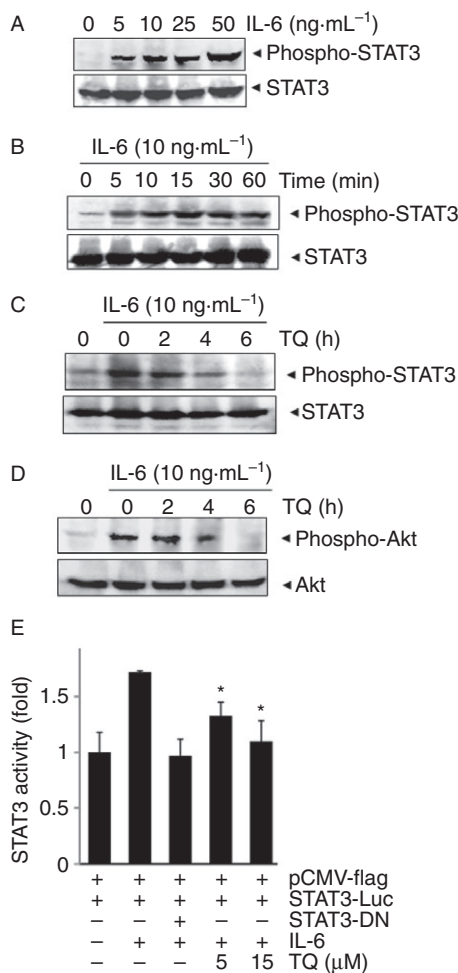 A
0 5 10 25 50 IL-6 (ng·mL⁻¹)
Phospho-STAT3
STAT3
B
IL-6 (10 ng·mL⁻¹)
0 5 10 15 30 60 Time (min)
Phospho-STAT3
STAT3
C
IL-6 (10 ng·mL⁻¹)
0 0 2 4 6 TQ (h)
Phospho-STAT3
STAT3
D
IL-6 (10 ng·mL⁻¹)
0 0 2 4 6 TQ (h)
Phospho-Akt
Akt
E
STAT3 activity (fold)
1.5
1
0.5
0
* *
+ + + + + pCMV-flag
+ + + + + STAT3-Luc
– – + – – STAT3-DN
– + + + + IL-6
– – – 5 15 TQ (μM)